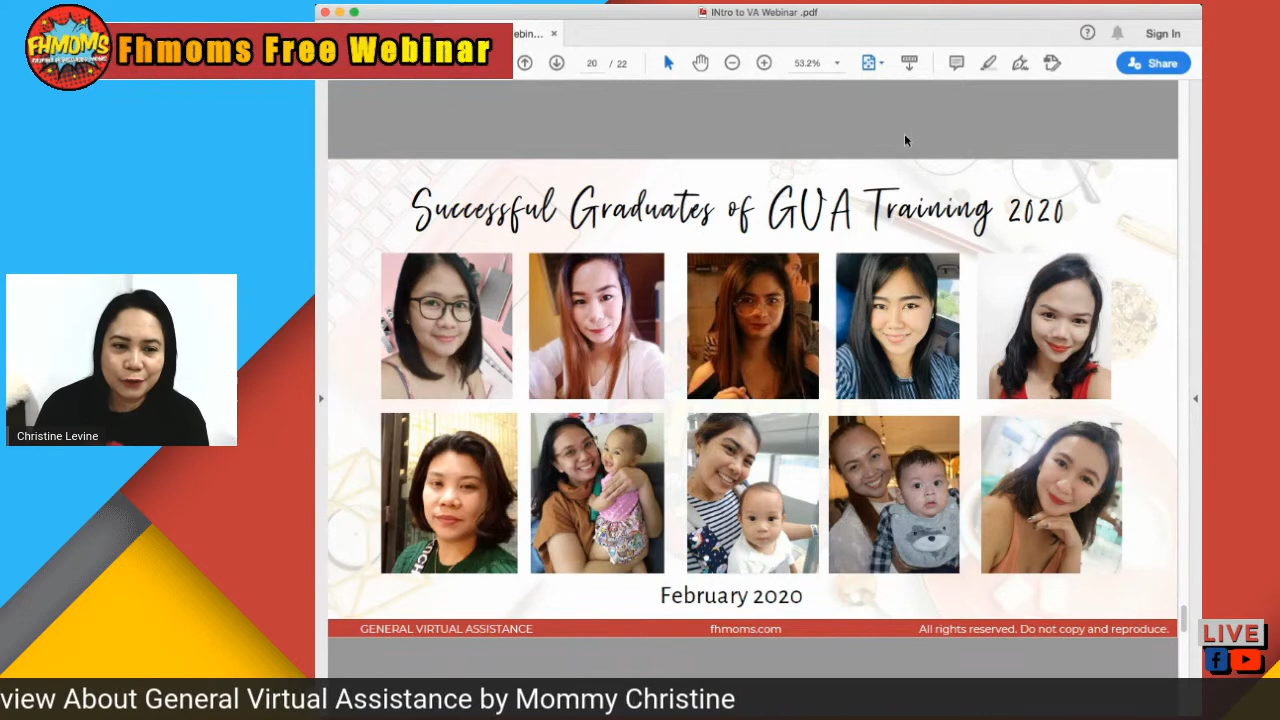 FHMOMS
Fhmoms Free Webinar
INtro to VA Webinar .pdf
ebin... ×
Sign In
20 / 22
53.2%
Share
Successful Graduates of GVA Training 2020
Christine Levine
February 2020
GENERAL VIRTUAL ASSISTANCE fhmoms.com All rights reserved. Do not copy and reproduce.
LIVE
view About General Virtual Assistance by Mommy Christine